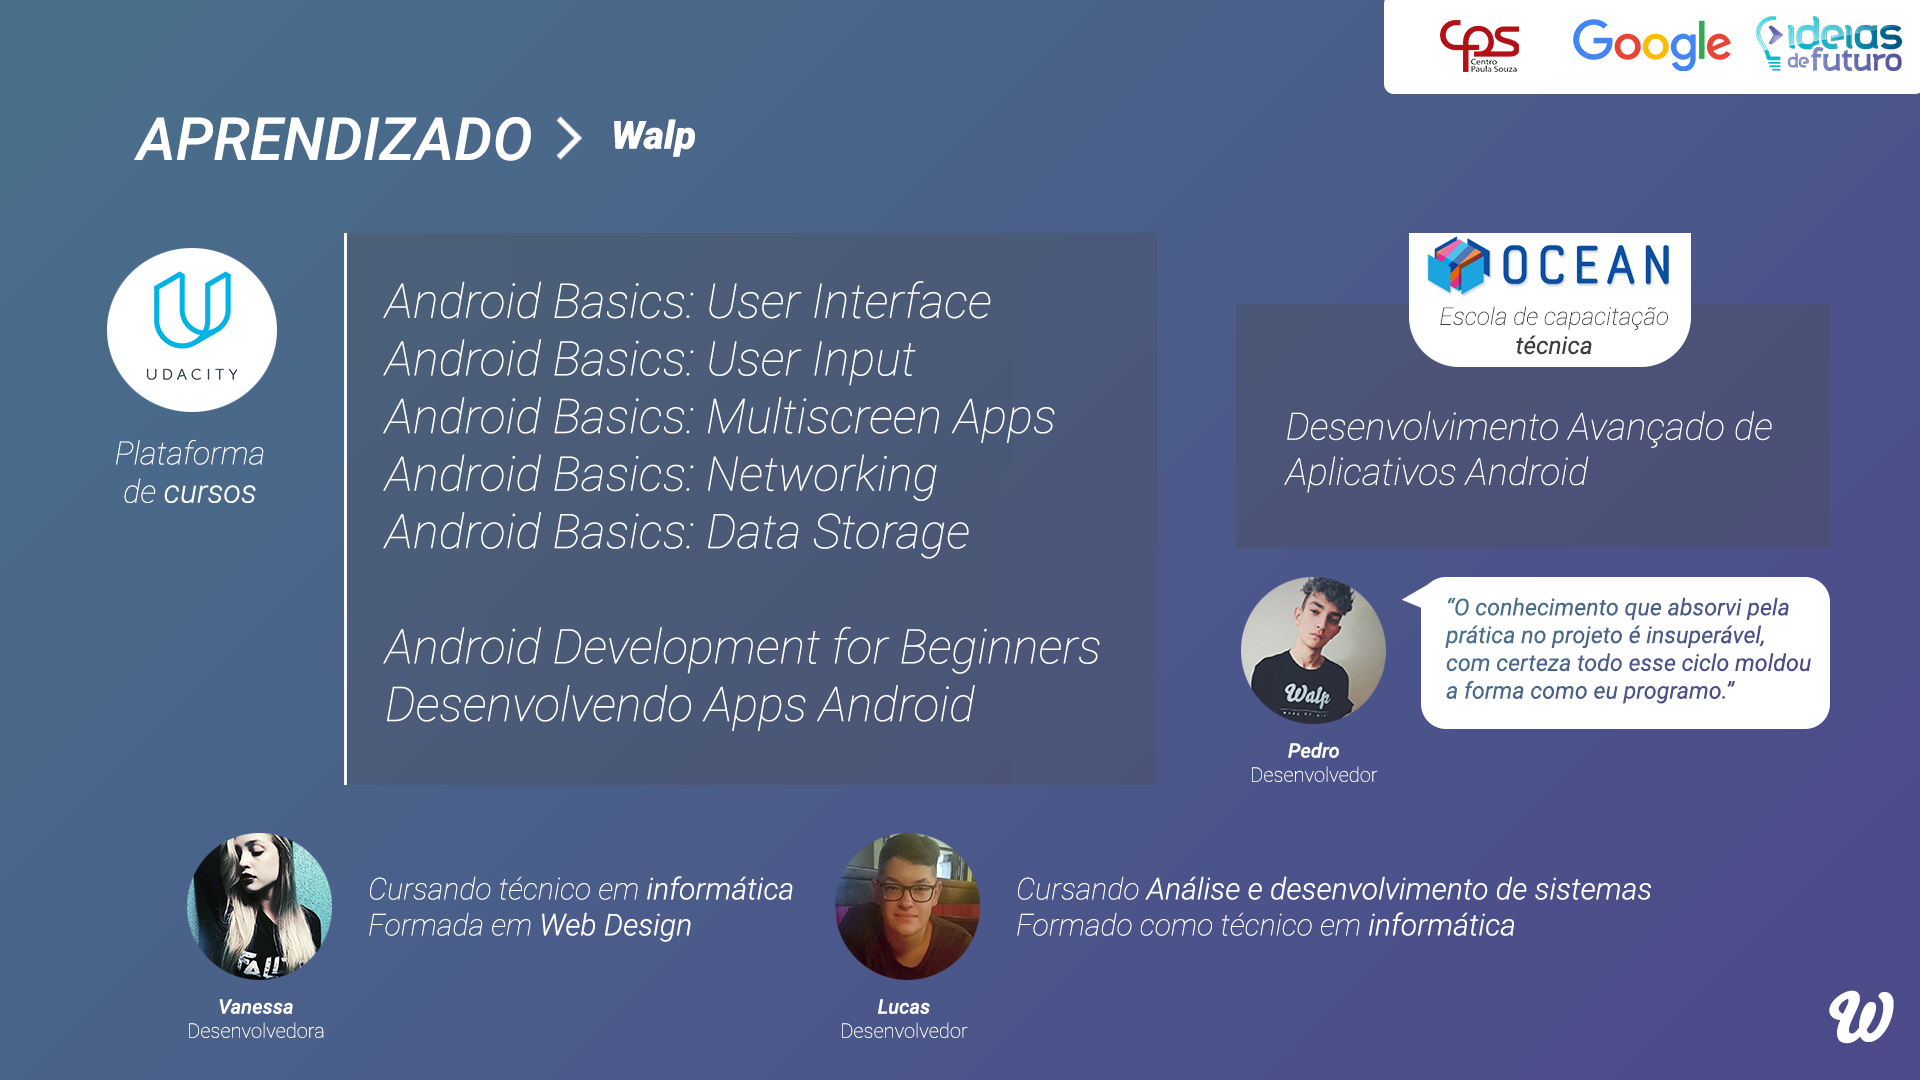 cps
Centro
Paula Souza
Google
ideias
de futuro
APRENDIZADO
Walp
UDACITY
Plataforma
de cursos
Android Basics: User Interface
Android Basics: User Input
Android Basics: Multiscreen Apps
Android Basics: Networking
Android Basics: Data Storage
Android Development for Beginners
Desenvolvendo Apps Android
OCEAN
Escola de capacitação
técnica
Desenvolvimento Avançado de
Aplicativos Android
Walp
“O conhecimento que absorvi pela
prática no projeto é insuperável,
com certeza todo esse ciclo moldou
a forma como eu programo.”
Pedro
Desenvolvedor
Cursando técnico em informática
Formada em Web Design
Vanessa
Desenvolvedora
Cursando Análise e desenvolvimento de sistemas
Formado como técnico em informática
Lucas
Desenvolvedor
W